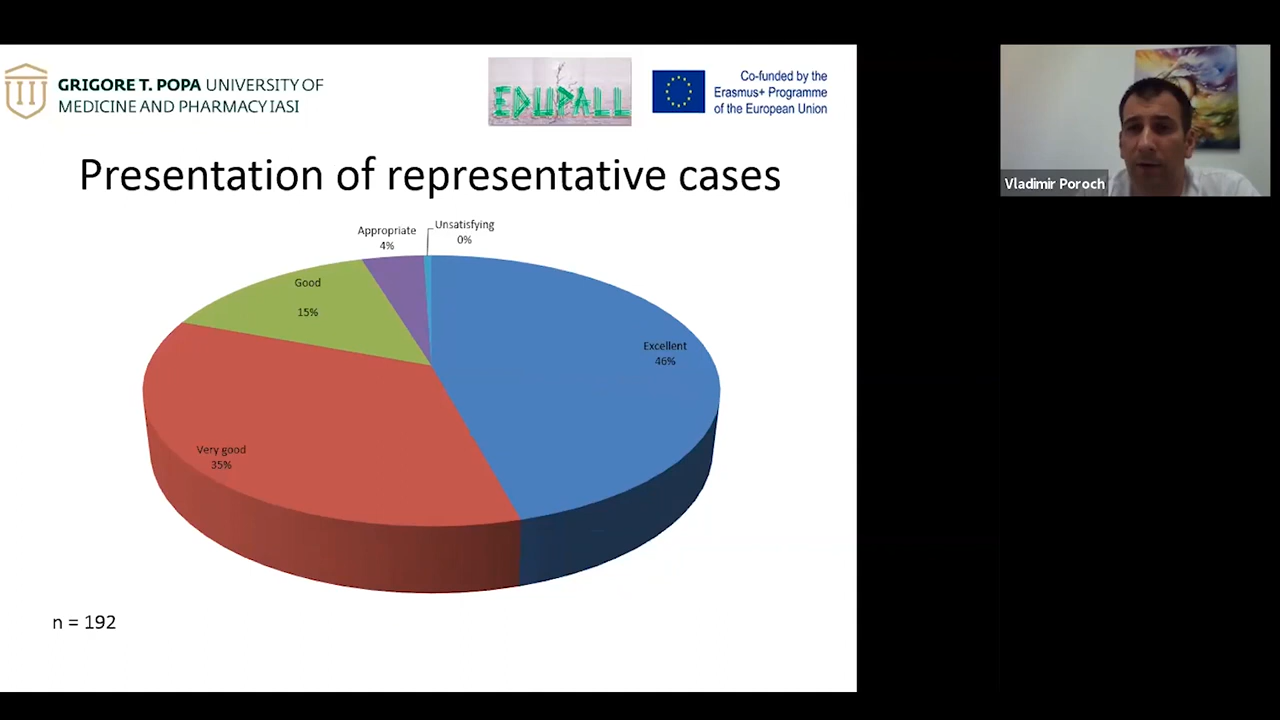 GRIGORE T. POPA UNIVERSITY OF
MEDICINE AND PHARMACY IASI
EDUPALL
Co-funded by the
Erasmus+ Programme
of the European Union
Presentation of representative cases
Unsatisfying
0%
Appropriate
4%
Good
15%
Excellent
46%
Very good
35%
n = 192
Vladimir Poroch